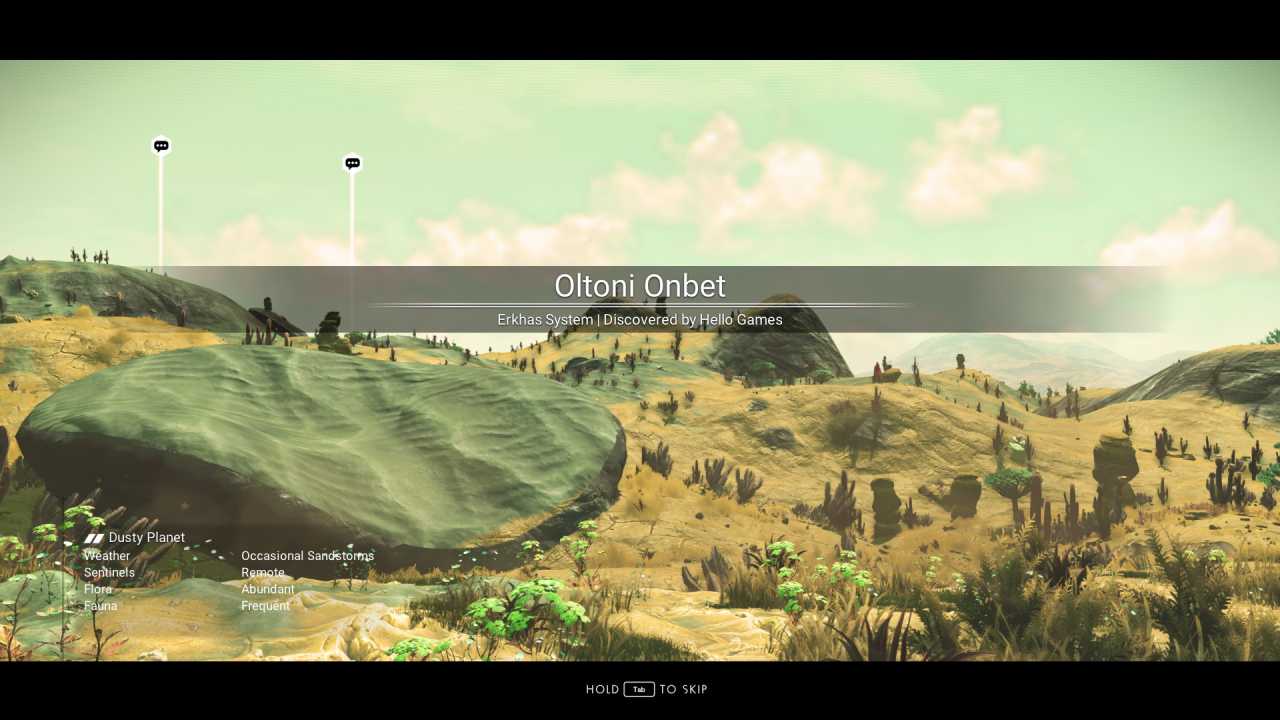 Oltoni Onbet
Erkhas System | Discovered by Hello Games
Dusty Planet
Weather Occasional Sandstorms
Sentinels Remote
Flora Abundant
Fauna Frequent
HOLD Tab TO SKIP